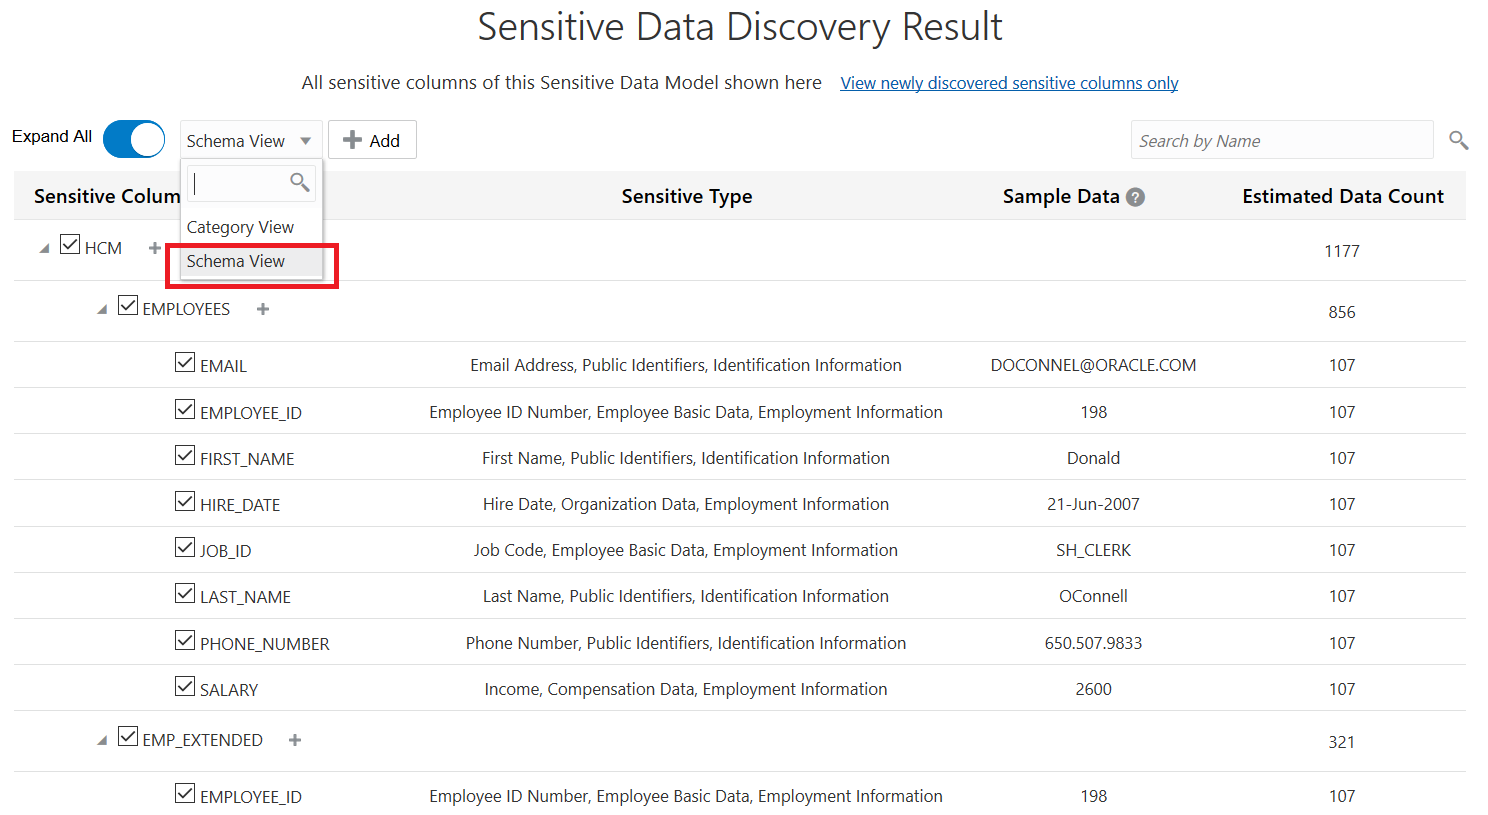 Sensitive Data Discovery Result
All sensitive columns of this Sensitive Data Model shown here View newly discovered sensitive columns only
Expand All Schema View Add Search by Name
Sensitive Colum Sensitive Type Sample Data ? Estimated Data Count
Category View
HCM 1177
Schema View
EMPLOYEES 856
EMAIL Email Address, Public Identifiers, Identification Information DOCONNEL@ORACLE.COM 107
EMPLOYEE_ID Employee ID Number, Employee Basic Data, Employment Information 198 107
FIRST_NAME First Name, Public Identifiers, Identification Information Donald 107
HIRE_DATE Hire Date, Organization Data, Employment Information 21-Jun-2007 107
JOB_ID Job Code, Employee Basic Data, Employment Information SH_CLERK 107
LAST_NAME Last Name, Public Identifiers, Identification Information OConnell 107
PHONE_NUMBER Phone Number, Public Identifiers, Identification Information 650.507.9833 107
SALARY Income, Compensation Data, Employment Information 2600 107
EMP_EXTENDED 321
EMPLOYEE_ID Employee ID Number, Employee Basic Data, Employment Information 198 107